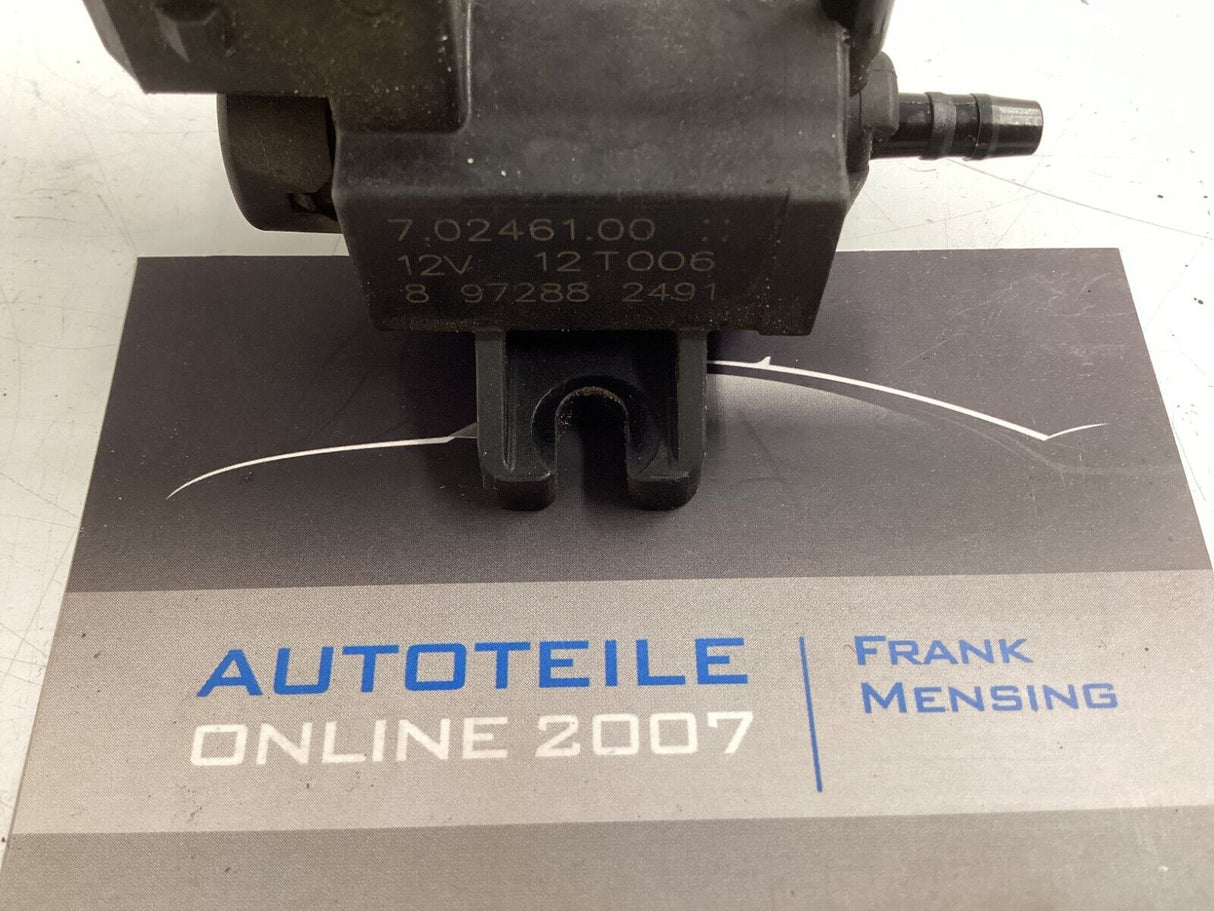 7.02461.00 ::
12V 12T006
8 97288 2491
AUTOTEILE
ONLINE 2007
FRANK
MENSING